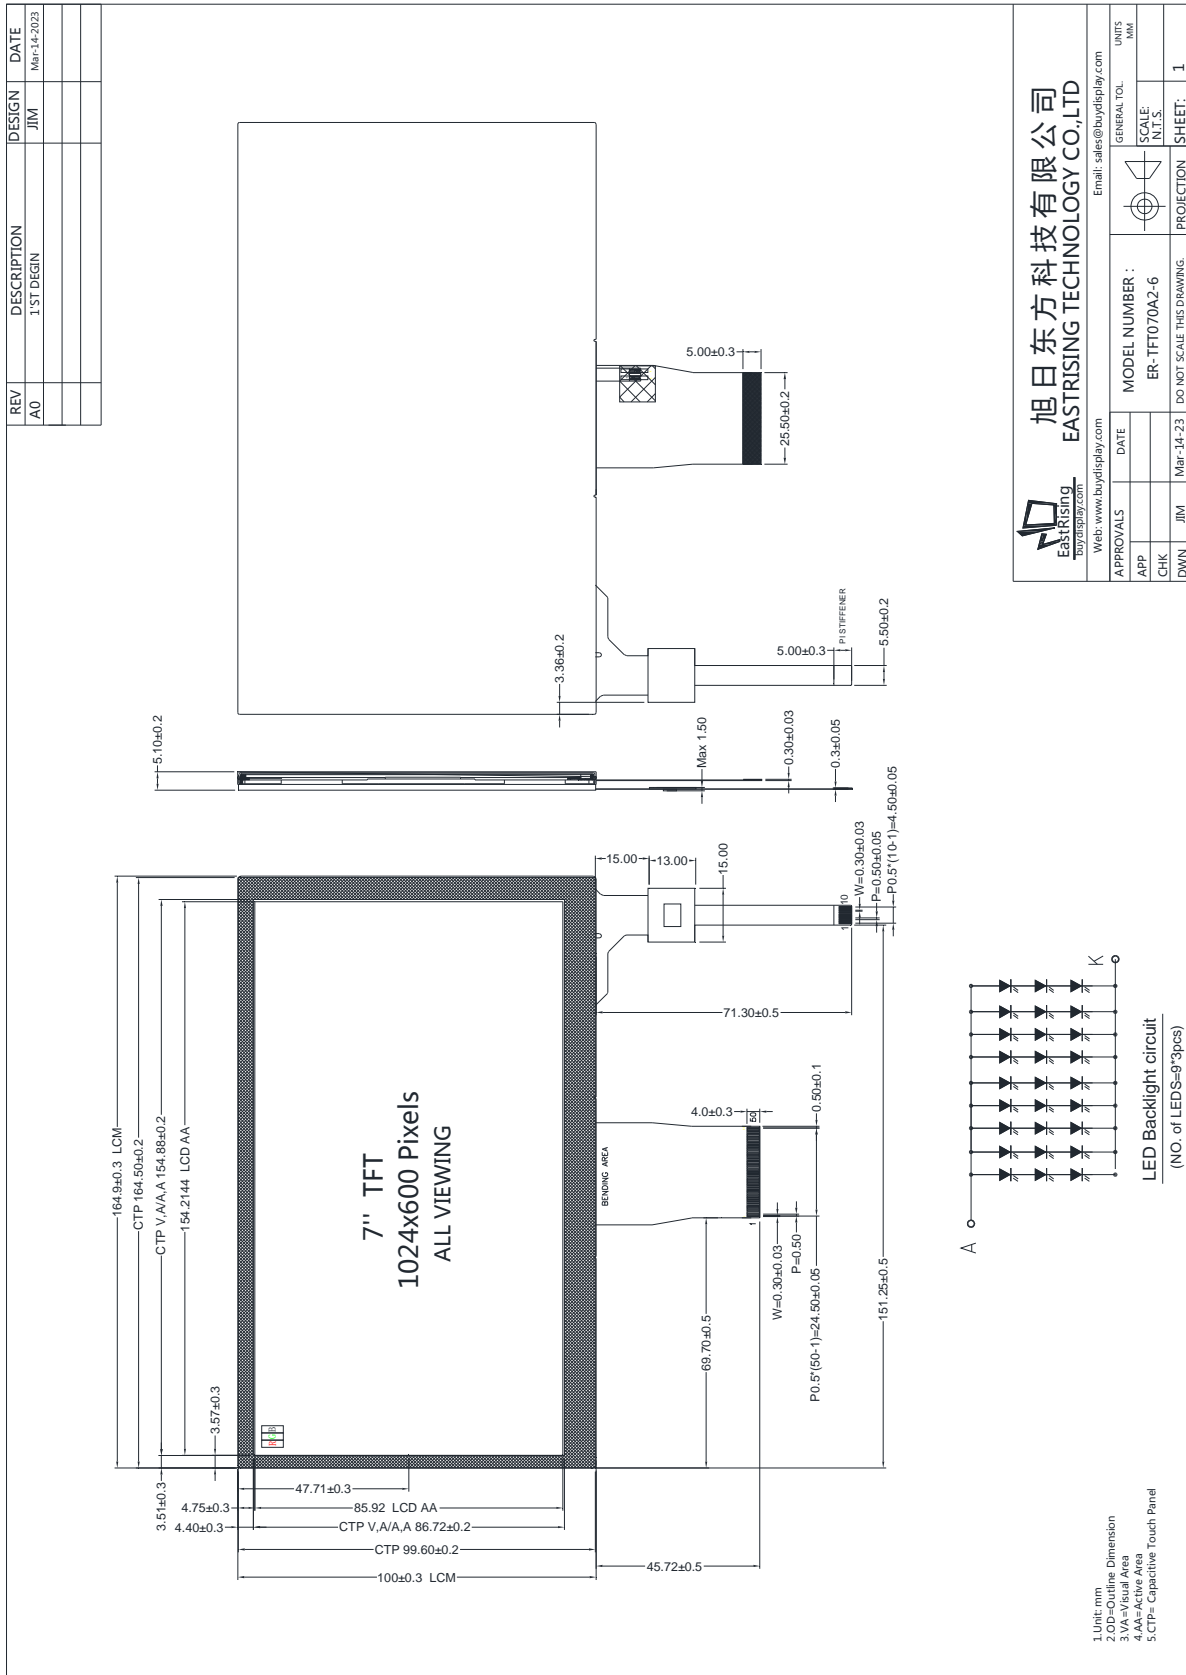 REV DESCRIPTION DESIGN DATE
A0 1'ST DEGIN JIM Mar-14-2023
5.00±0.3
25.50±0.2
3.36±0.2
5.00±0.3
PI STIFFENER
5.50±0.2
5.10±0.2
Max 1.50
0.30±0.03
0.3±0.05
164.9±0.3 LCM
CTP 164.50±0.2
CTP V,A/A,A 154.88±0.2
154.2144 LCD AA
3.57±0.3
3.51±0.3
7'' TFT
1024x600 Pixels
ALL VIEWING
RGB
15.00
13.00
15.00
1 10
W=0.30±0.03
P=0.50±0.05
P0.5*(10-1)=4.50±0.05
71.30±0.5
BENDING AREA
4.0±0.3
1 50
0.50±0.1
W=0.30±0.03
P=0.50
P0.5*(50-1)=24.50±0.05
69.70±0.5
151.25±0.5
47.71±0.3
4.75±0.3
85.92 LCD AA
4.40±0.3
CTP V,A/A,A 86.72±0.2
CTP 99.60±0.2
100±0.3 LCM
45.72±0.5
A
K
LED Backlight circuit
(NO. of LEDS=9*3pcs)
1.Unit: mm
2.OD=Outline Dimension
3.VA=Visual Area
4.AA=Active Area
5.CTP= Capacitive Touch Panel
EastRising
buydisplay.com
旭日东方科技有限公司
EASTRISING TECHNOLOGY CO.,LTD
Web: www.buydisplay.com Email: sales@buydisplay.com
APPROVALS DATE
APP
CHK
DWN JIM Mar-14-23
MODEL NUMBER :
ER-TFT070A2-6
DO NOT SCALE THIS DRAWING.
PROJECTION
GENERAL TOL. UNITS
MM
SCALE:
N.T.S.
SHEET: 1